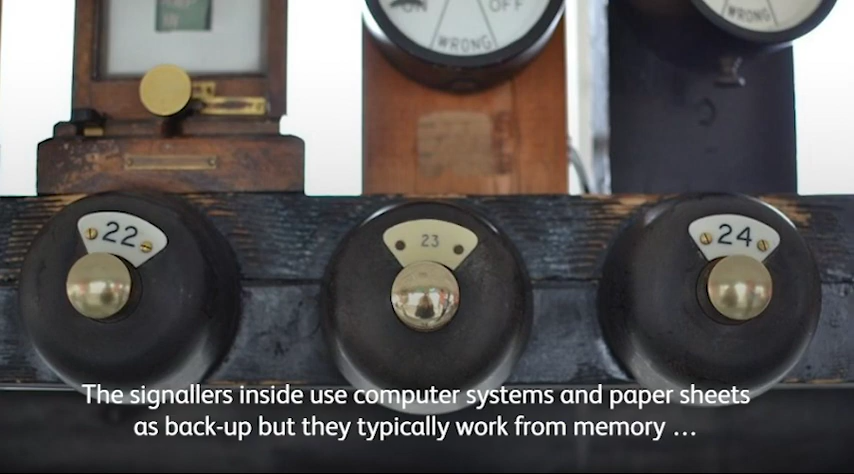 ON
OFF
WRONG
WRONG
22
23
24
The signallers inside use computer systems and paper sheets
as back-up but they typically work from memory …